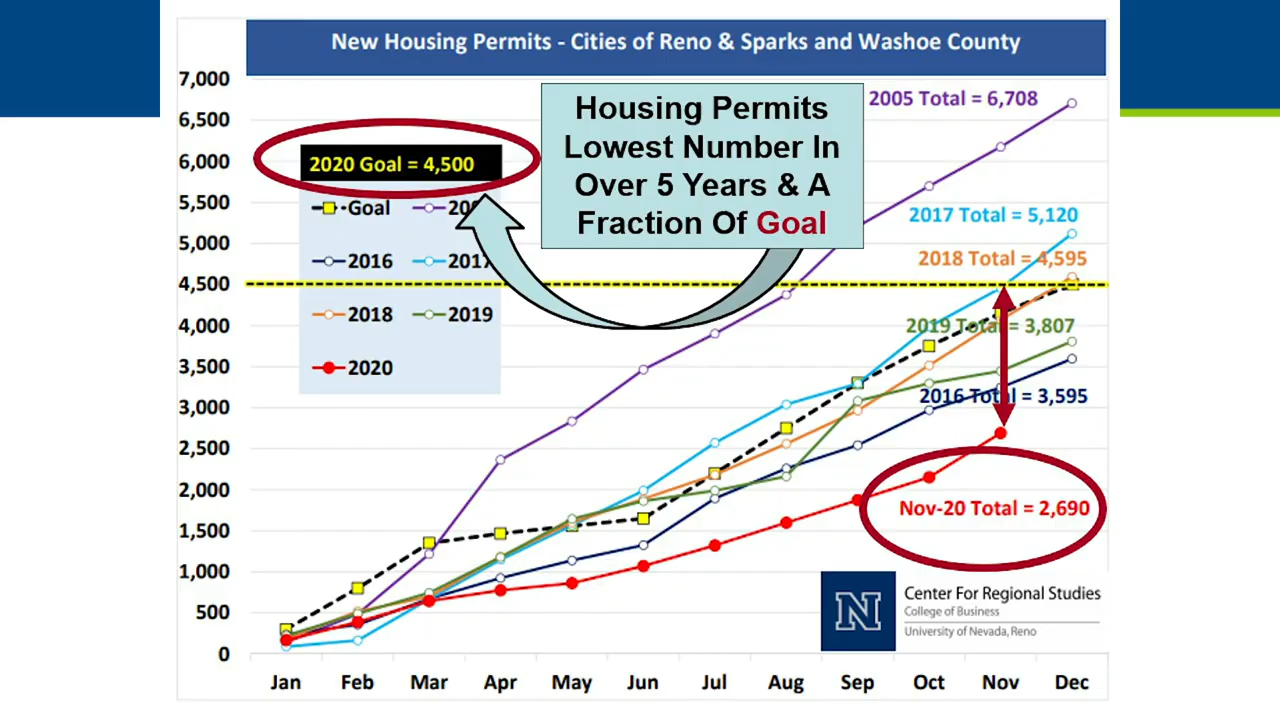 New Housing Permits - Cities of Reno & Sparks and Washoe County
7,000
6,500
6,000
5,500
5,000
4,500
4,000
3,500
3,000
2,500
2,000
1,500
1,000
500
0
2020 Goal = 4,500
Goal
2016
2017
2018
2019
2020
Housing Permits
Lowest Number In
Over 5 Years & A
Fraction Of Goal
2005 Total = 6,708
2017 Total = 5,120
2018 Total = 4,595
2019 Total = 3,807
2016 Total = 3,595
Nov-20 Total = 2,690
N
Center For Regional Studies
College of Business
University of Nevada, Reno
Jan Feb Mar Apr May Jun Jul Aug Sep Oct Nov Dec